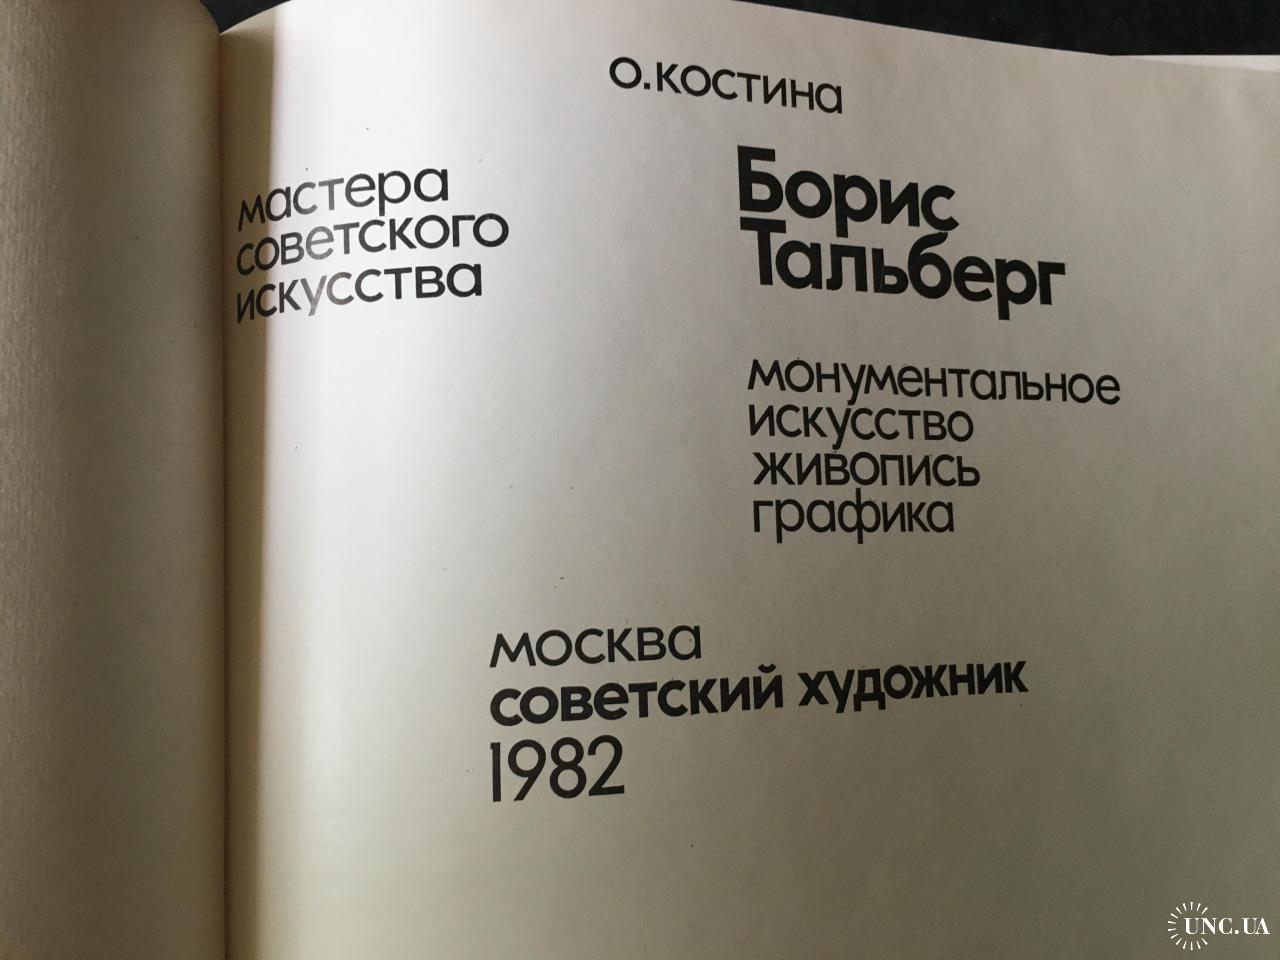 О.КОСТИНА
мастера
советского
искусства
Борис
Тальберг
монументальное
искусство
живопись
графика
москва
советский художник
1982
UNC.UA